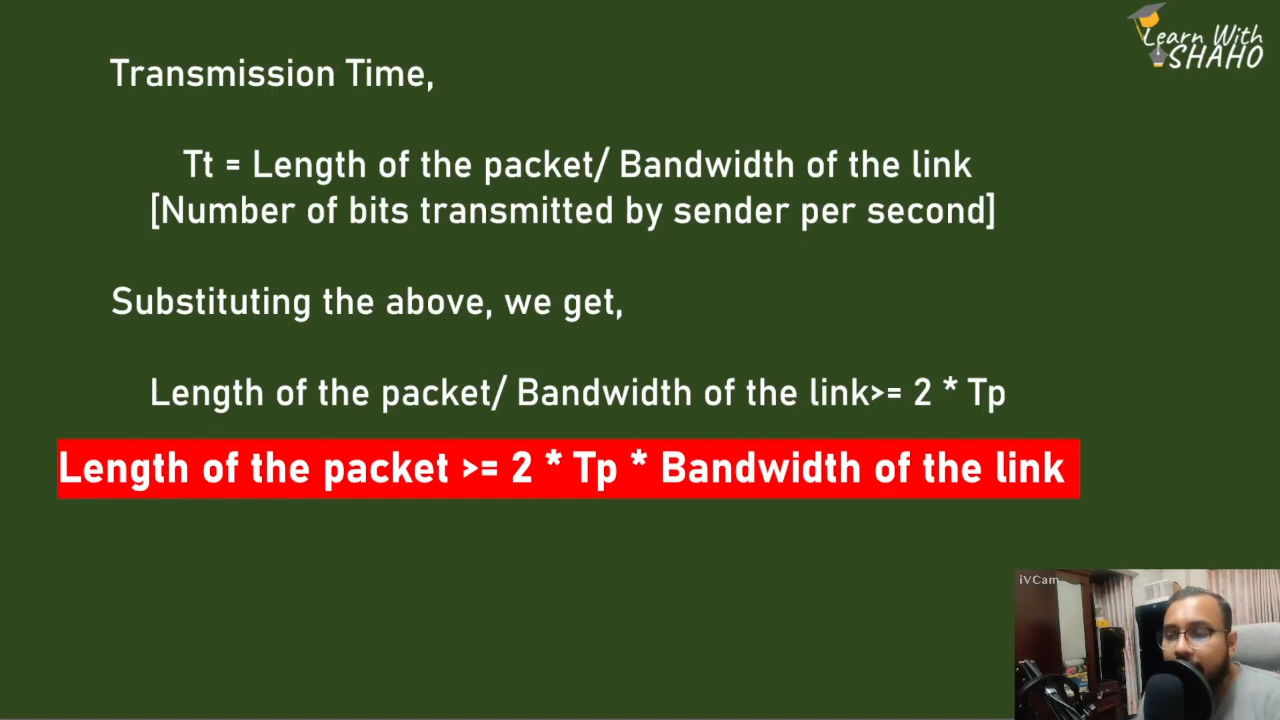 Learn With
SHAHO
Transmission Time,
Tt = Length of the packet/ Bandwidth of the link
[Number of bits transmitted by sender per second]
Substituting the above, we get,
Length of the packet/ Bandwidth of the link>= 2 * Tp
Length of the packet >= 2 * Tp * Bandwidth of the link
iVCam